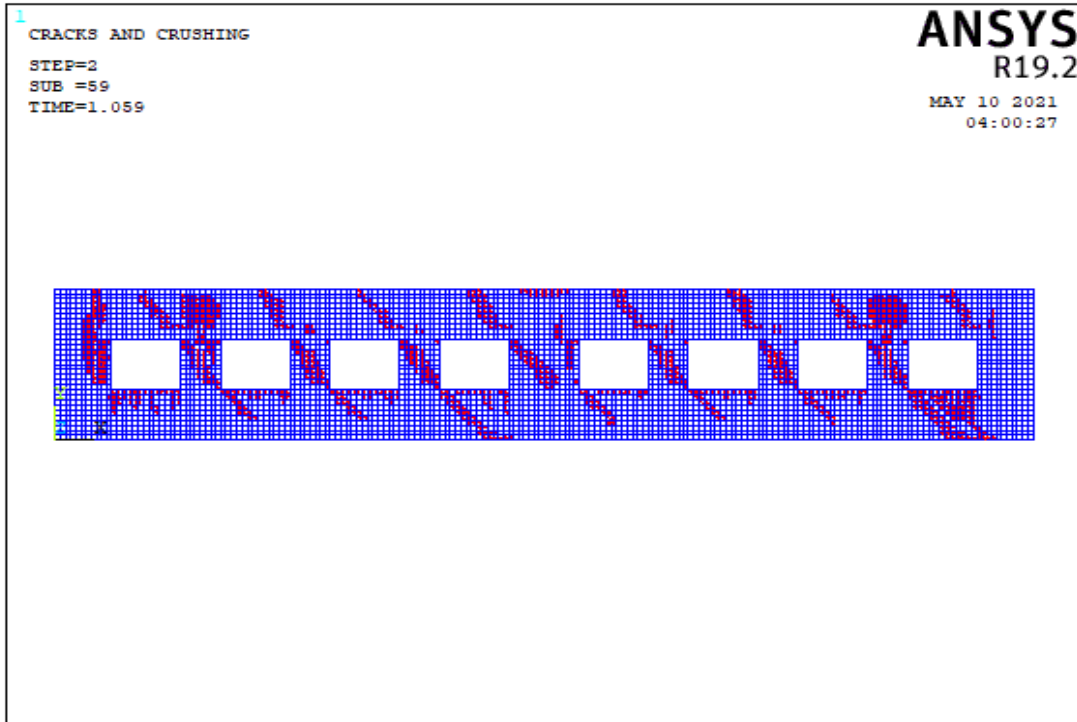 1
CRACKS AND CRUSHING
STEP=2
SUB =59
TIME=1.059
ANSYS
R19.2
MAY 10 2021
04:00:27
Y
Z
X